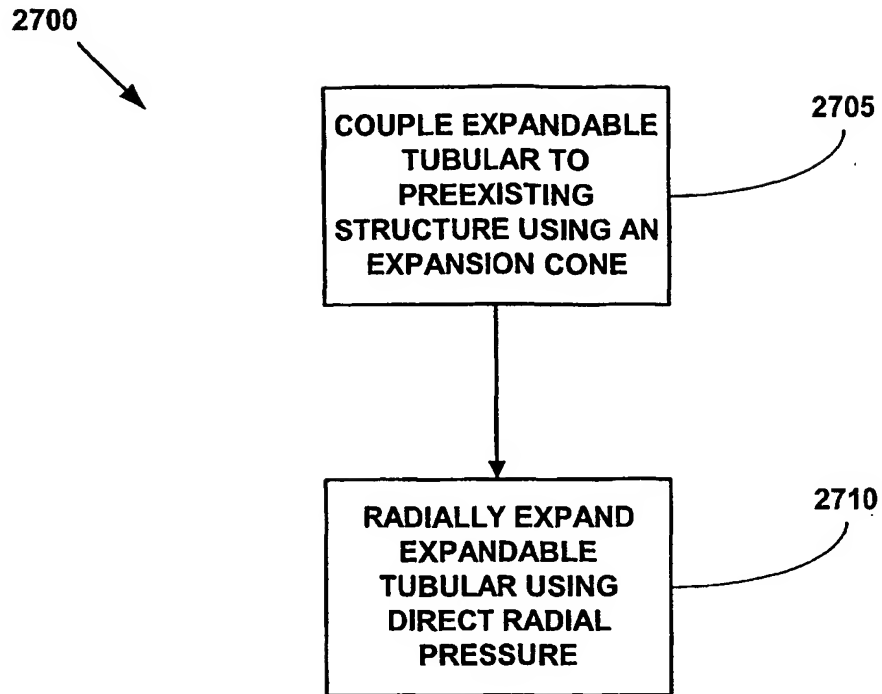 2700
COUPLE EXPANDABLE
TUBULAR TO
PREEXISTING
STRUCTURE USING AN
EXPANSION CONE
2705
RADIALLY EXPAND
EXPANDABLE
TUBULAR USING
DIRECT RADIAL
PRESSURE
2710